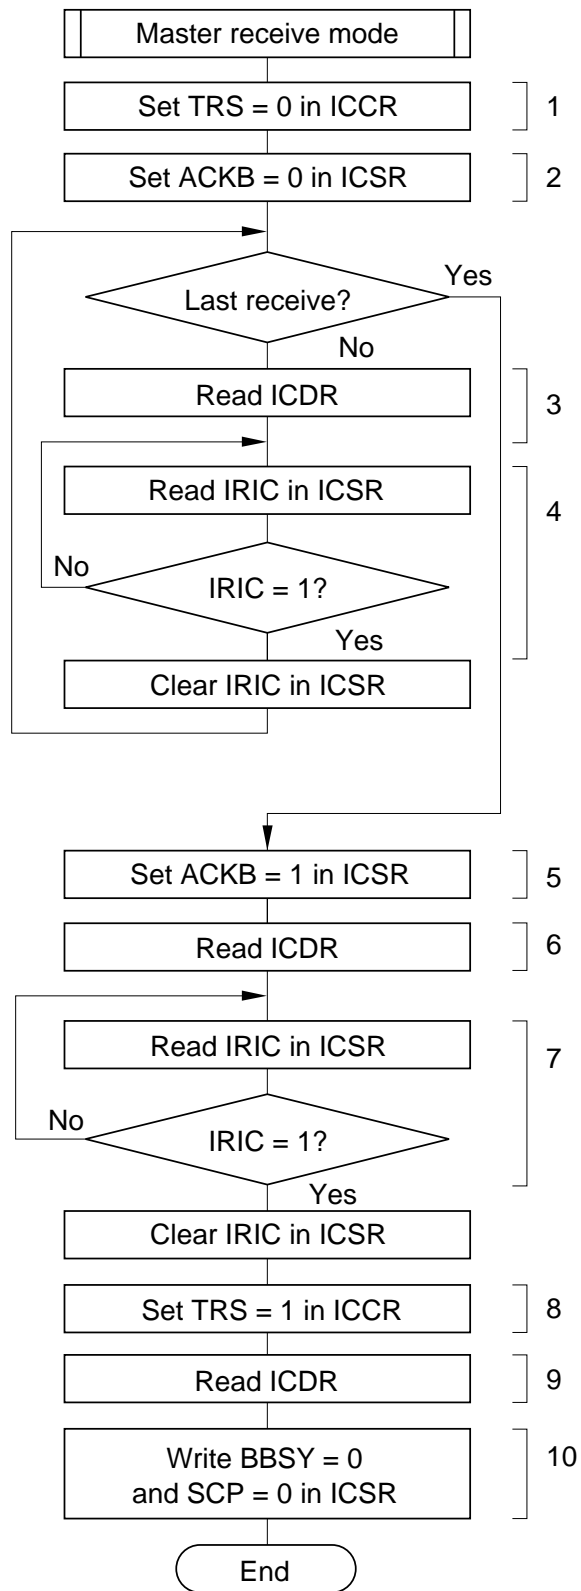 Master receive mode
Set TRS = 0 in ICCR
1
Set ACKB = 0 in ICSR
2
Yes
Last receive?
No
Read ICDR
3
Read IRIC in ICSR
4
No
IRIC = 1?
Yes
Clear IRIC in ICSR
Set ACKB = 1 in ICSR
5
Read ICDR
6
Read IRIC in ICSR
7
No
IRIC = 1?
Yes
Clear IRIC in ICSR
Set TRS = 1 in ICCR
8
Read ICDR
9
Write BBSY = 0
and SCP = 0 in ICSR
10
End